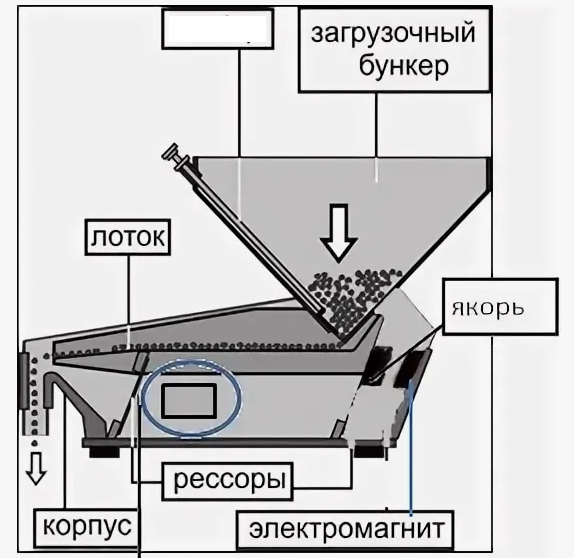 загрузочный
бункер
лоток
якорь
рессоры
корпус
электромагнит